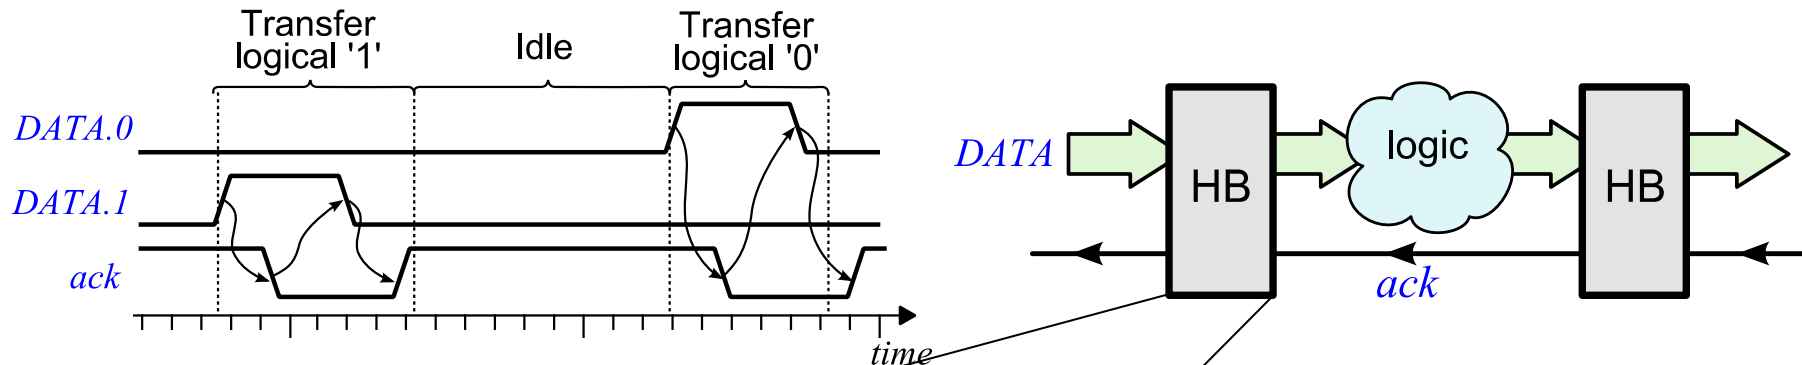 Transfer
logical '1'
Idle
Transfer
logical '0'
DATA.0
DATA.1
ack
time
DATA
HB
logic
HB
ack